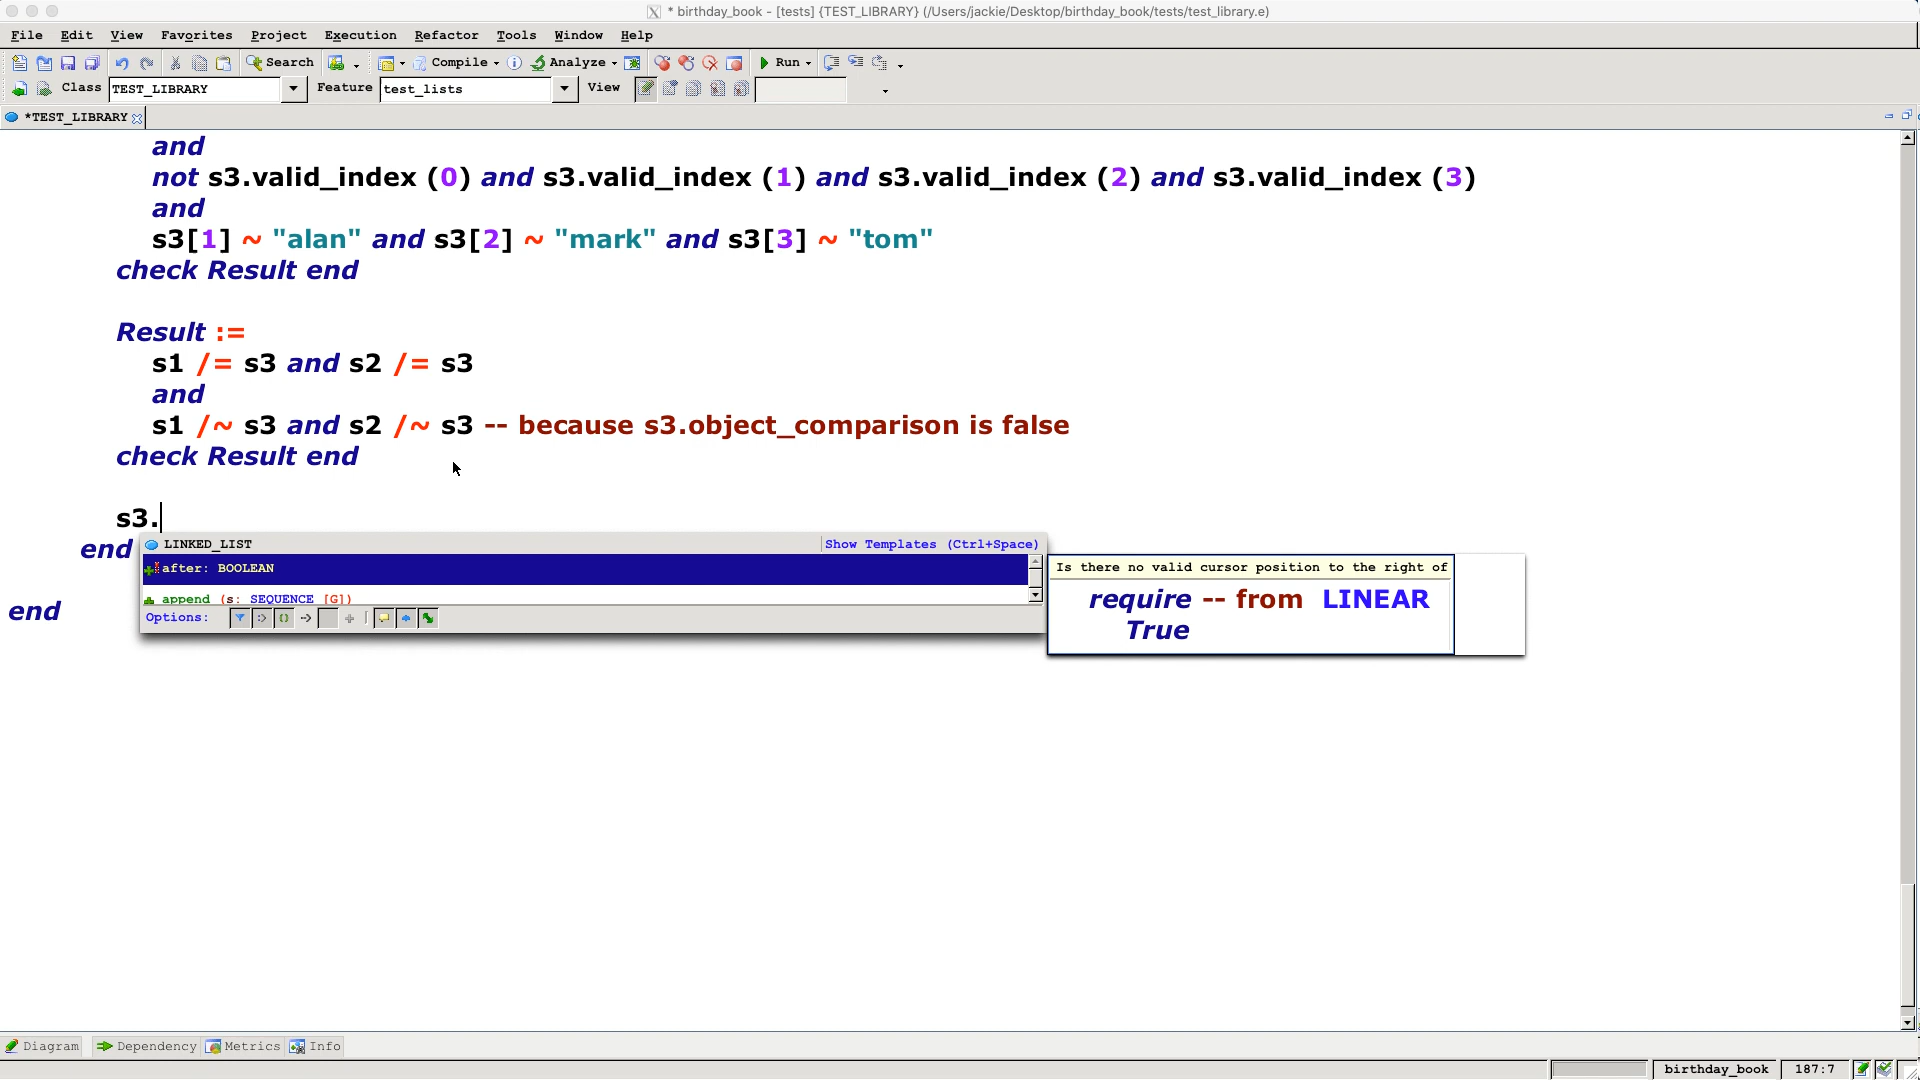 * birthday_book - [tests] {TEST_LIBRARY} (/Users/jackie/Desktop/birthday_book/tests/test_library.e)
File Edit View Favorites Project Execution Refactor Tools Window Help
Search Compile Analyze Run
Class TEST_LIBRARY Feature test_lists View
*TEST_LIBRARY
and
not s3.valid_index (0) and s3.valid_index (1) and s3.valid_index (2) and s3.valid_index (3)
and
s3[1] ~ "alan" and s3[2] ~ "mark" and s3[3] ~ "tom"
check Result end
Result :=
s1 /= s3 and s2 /= s3
and
s1 /~ s3 and s2 /~ s3 -- because s3.object_comparison is false
check Result end
s3.
end
LINKED_LIST Show Templates (Ctrl+Space)
after: BOOLEAN
append (s: SEQUENCE [G])
Options:
Is there no valid cursor position to the right of
require -- from LINEAR
True
end
Diagram Dependency Metrics Info
birthday_book 187:7